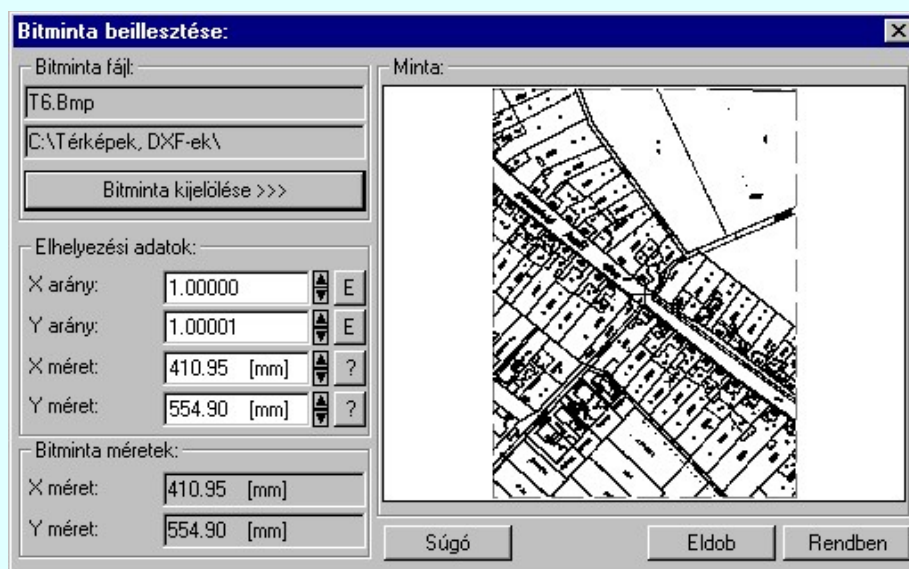 Bitminta beillesztése:
Bitminta fájl:
T6.Bmp
C:\Térképek, DXF-ek\
Bitminta kijelölése >>>
Elhelyezési adatok:
X arány: 1.00000 E
Y arány: 1.00001 E
X méret: 410.95 [mm] ?
Y méret: 554.90 [mm] ?
Bitminta méretek:
X méret: 410.95 [mm]
Y méret: 554.90 [mm]
Minta:
Súgó Eldob Rendben